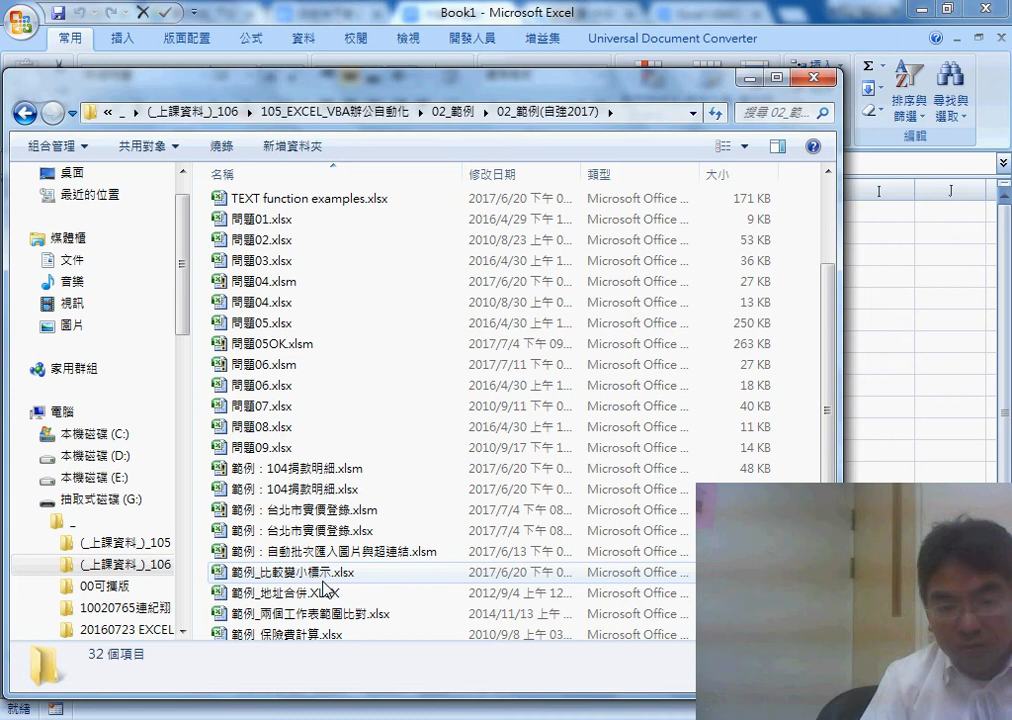 Book1 - Microsoft Excel
常用 插入 版面配置 公式 資料 校閱 檢視 開發人員 增益集 Universal Document Converter
Σ
排序與篩選 尋找與選取
編輯
« _ (_上課資料_)_106 105_EXCEL_VBA辦公自動化 02_範例 02_範例(自強2017) 搜尋 02_範...
組合管理 共用對象 燒錄 新增資料夾
名稱 修改日期 類型 大小
I J
桌面
最近的位置
媒體櫃
文件
音樂
視訊
圖片
家用群組
電腦
本機磁碟 (C:)
本機磁碟 (D:)
本機磁碟 (E:)
抽取式磁碟 (G:)
_
(_上課資料_)_105
(_上課資料_)_106
00可攜版
10020765連紀翔
20160723 EXCEL
TEXT function examples.xlsx 2017/6/20 下午 0... Microsoft Office ... 171 KB
問題01.xlsx 2016/4/29 下午 1... Microsoft Office ... 9 KB
問題02.xlsx 2010/8/23 上午 0... Microsoft Office ... 53 KB
問題03.xlsx 2016/4/30 上午 1... Microsoft Office ... 36 KB
問題04.xlsm 2017/6/20 下午 0... Microsoft Office ... 27 KB
問題04.xlsx 2010/8/30 上午 0... Microsoft Office ... 13 KB
問題05.xlsx 2016/4/30 上午 1... Microsoft Office ... 250 KB
問題05OK.xlsm 2017/7/4 下午 09... Microsoft Office ... 263 KB
問題06.xlsm 2017/7/11 下午 0... Microsoft Office ... 27 KB
問題06.xlsx 2016/4/30 上午 1... Microsoft Office ... 18 KB
問題07.xlsx 2010/9/11 下午 0... Microsoft Office ... 40 KB
問題08.xlsx 2016/4/30 上午 1... Microsoft Office ... 11 KB
問題09.xlsx 2010/9/17 下午 0... Microsoft Office ... 14 KB
範例：104捐款明細.xlsm 2017/6/20 下午 0... Microsoft Office ... 48 KB
範例：104捐款明細.xlsx 2017/6/20 下午 0... Microsoft Office ...
範例：台北市實價登錄.xlsm 2017/7/4 下午 08... Microsoft Office ...
範例：台北市實價登錄.xlsx 2017/7/4 下午 08... Microsoft Office ...
範例：自動批次匯入圖片與超連結.xlsm 2017/6/13 下午 0... Microsoft Office ...
範例_比較變小標示.xlsx 2017/6/20 下午 0... Microsoft Office ...
範例_地址合併.XLSX 2012/9/4 上午 12... Microsoft Office ...
範例_兩個工作表範圍比對.xlsx 2014/11/13 上午 ... Microsoft Office ...
範例_保險費計算.xlsx 2010/9/8 上午 03... Microsoft Office ...
32 個項目
就緒